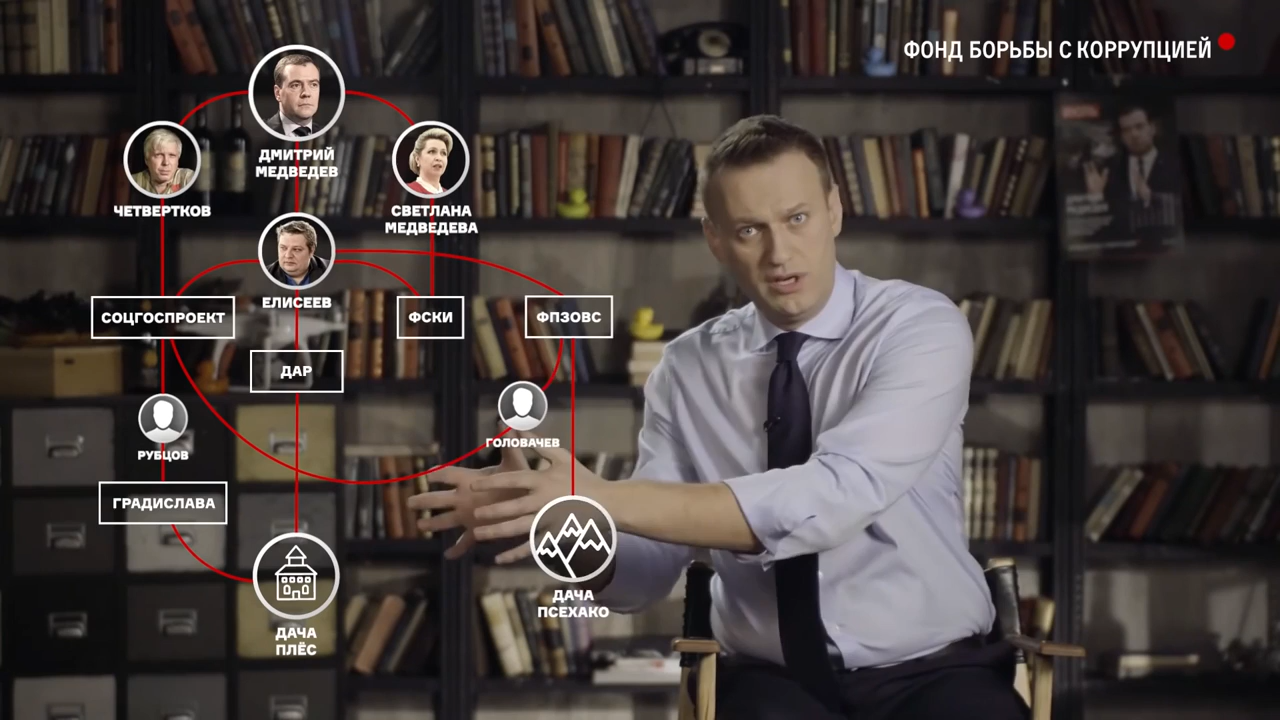 ФОНД БОРЬБЫ С КОРРУПЦИЕЙ
ДМИТРИЙ
МЕДВЕДЕВ
ЧЕТВЕРТКОВ
СВЕТЛАНА
МЕДВЕДЕВА
ЕЛИСЕЕВ
СОЦГОСПРОЕКТ
ФСКИ
ФПЗОВС
ДАР
РУБЦОВ
ГОЛОВАЧЕВ
ГРАДИСЛАВА
ДАЧА
ПСЕХАКО
ДАЧА
ПЛЁС